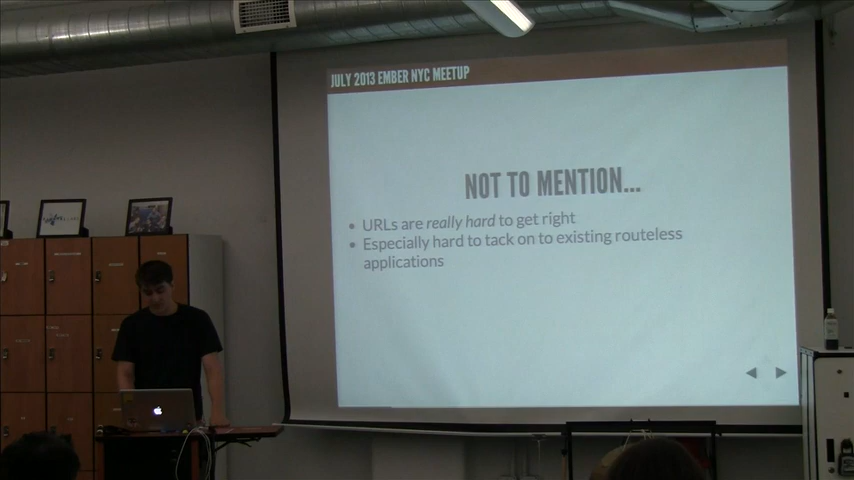 JULY 2013 EMBER NYC MEETUP
NOT TO MENTION...
• URLs are really hard to get right
• Especially hard to tack on to existing routeless
applications